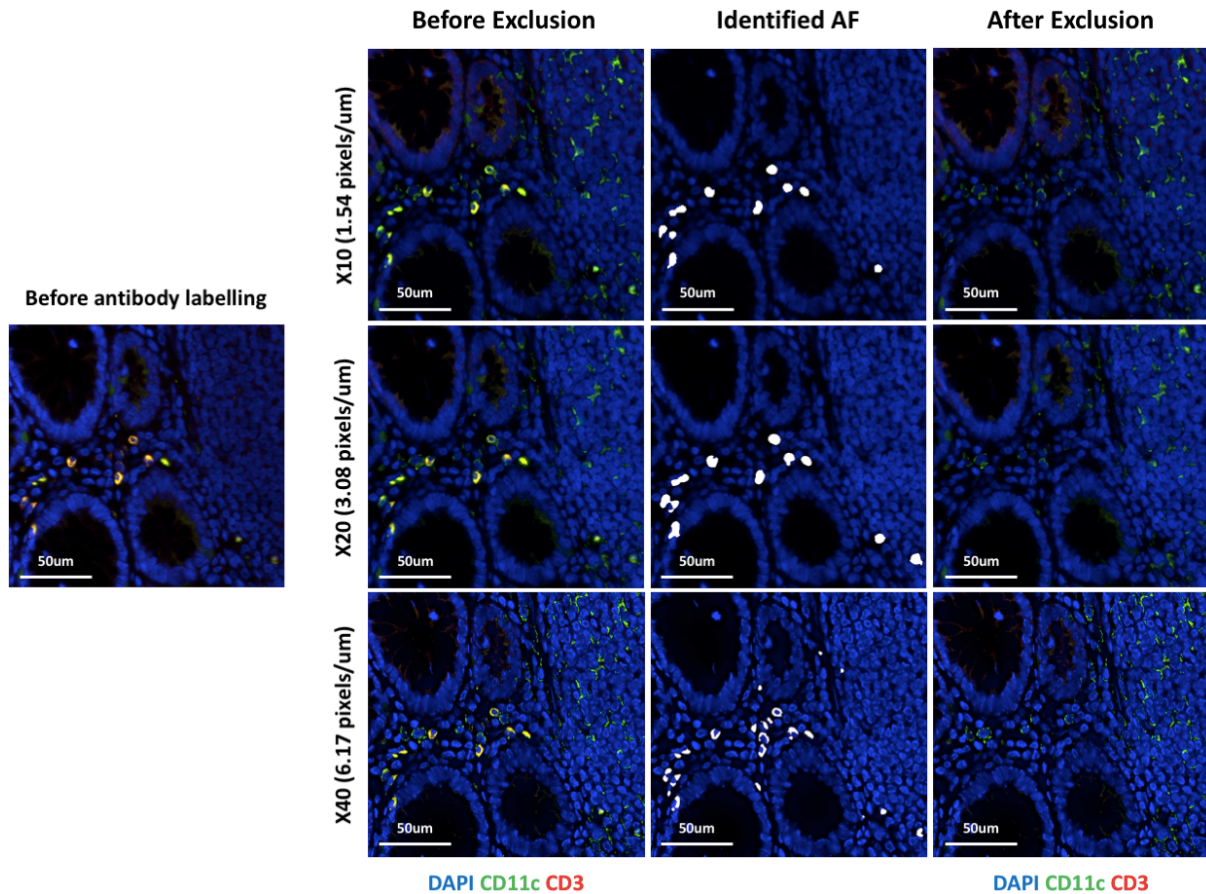 Before Exclusion
Identified AF
After Exclusion
X10 (1.54 pixels/um)
50um
50um
50um
Before antibody labelling
50um
X20 (3.08 pixels/um)
50um
50um
50um
X40 (6.17 pixels/um)
50um
50um
50um
DAPI CD11c CD3
DAPI CD11c CD3